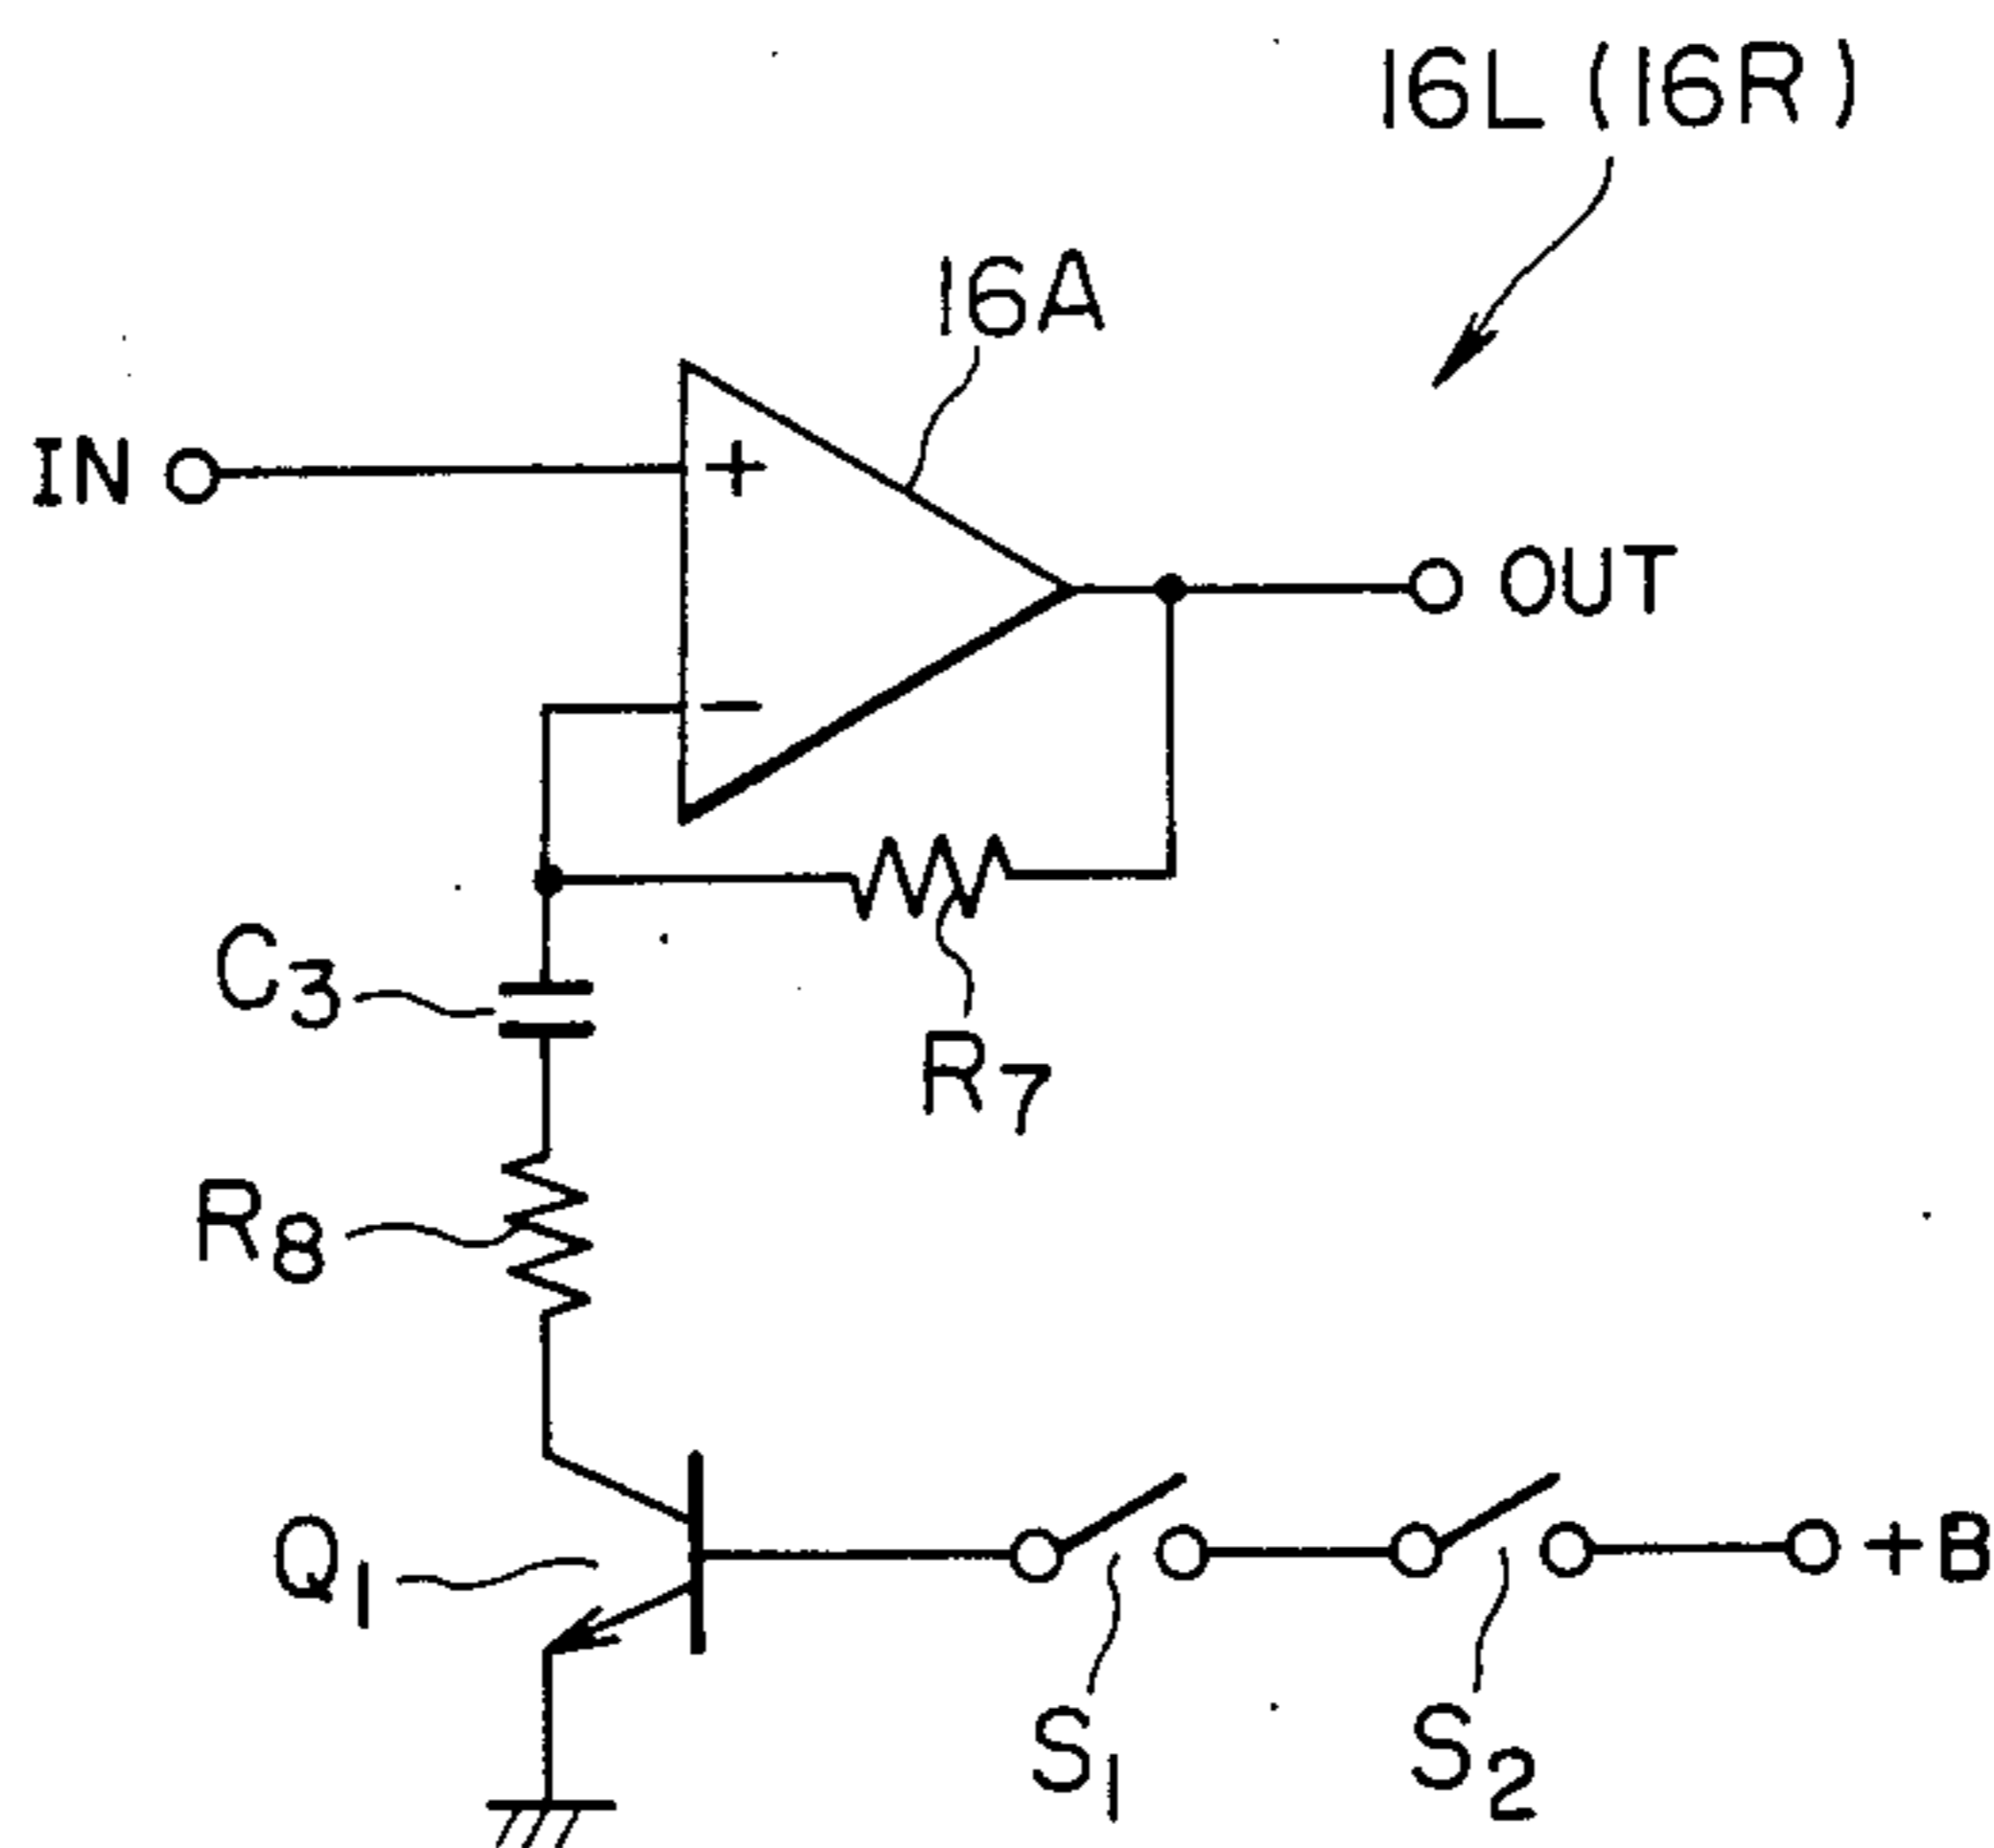 16L (16R)
16A
IN
+
OUT
−
C3
R7
R8
Q1
+B
S1
S2